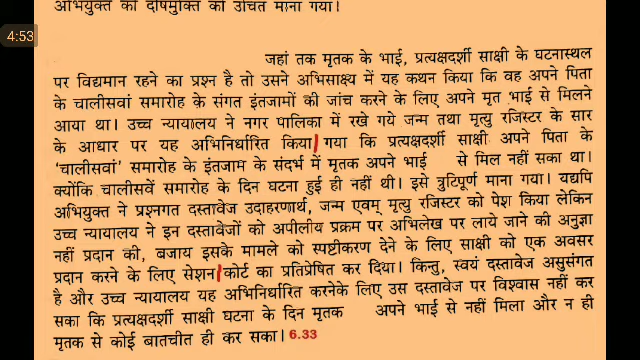 अभियुक्त की दोषमुक्ति को उचित माना गया।
4:53
जहां तक मृतक के भाई, प्रत्यक्षदर्शी साक्षी के घटनास्थल
पर विद्यमान रहने का प्रश्न है तो उसने अभिसाक्ष्य में यह कथन किया कि वह अपने पिता
के चालीसवां समारोह के संगत इंतजामों की जांच करने के लिए अपने मृत भाई से मिलने
आया था। उच्च न्यायालय ने नगर पालिका में रखे गये जन्म तथा मृत्यु रजिस्टर के सार
के आधार पर यह अभिनिर्धारित किया गया कि प्रत्यक्षदर्शी साक्षी अपने पिता के
'चालीसवां' समारोह के इंतजाम के संदर्भ में मृतक अपने भाई से मिल नहीं सका था।
क्योंकि चालीसवें समारोह के दिन घटना हुई ही नहीं थी। इसे त्रुटिपूर्ण माना गया। यद्यपि
अभियुक्त ने प्रश्नगत दस्तावेज उदाहरणार्थ, जन्म एवम् मृत्यु रजिस्टर को पेश किया लेकिन
उच्च न्यायालय ने इन दस्तावेजों को अपीलीय प्रक्रम पर अभिलेख पर लाये जाने की अनुज्ञा
नहीं प्रदान की, बजाय इसके मामले को स्पष्टीकरण देने के लिए साक्षी को एक अवसर
प्रदान करने के लिए सेशन कोर्ट का प्रतिप्रेषित कर दिया। किन्तु, स्वयं दस्तावेज असुसंगत
है और उच्च न्यायालय यह अभिनिर्धारित करनेके लिए उस दस्तावेज पर विश्वास नहीं कर
सका कि प्रत्यक्षदर्शी साक्षी घटना के दिन मृतक अपने भाई से नहीं मिला और न ही
मृतक से कोई बातचीत ही कर सका। 6.33